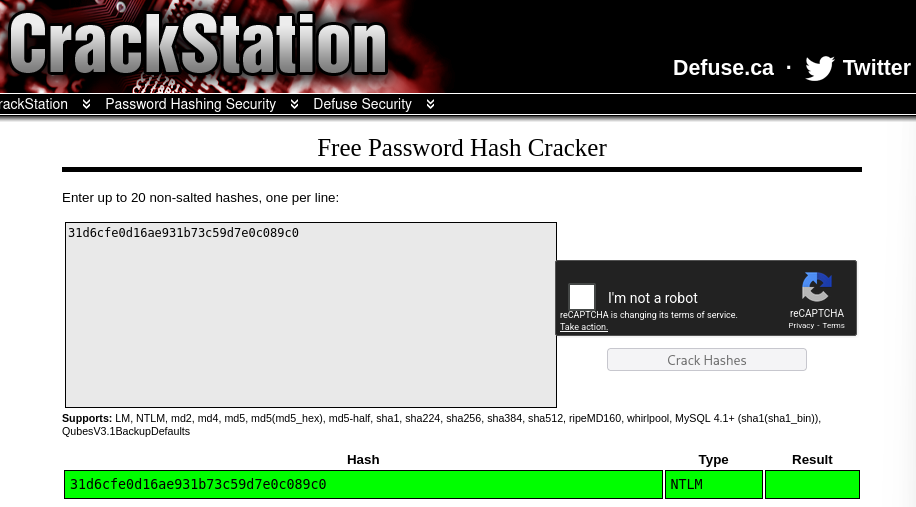 CrackStation
Defuse.ca · Twitter
rackStation Password Hashing Security Defuse Security
Free Password Hash Cracker
Enter up to 20 non-salted hashes, one per line:
31d6cfe0d16ae931b73c59d7e0c089c0
I'm not a robot
reCAPTCHA is changing its terms of service.
Take action.
reCAPTCHA
Privacy - Terms
Crack Hashes
Supports: LM, NTLM, md2, md4, md5, md5(md5_hex), md5-half, sha1, sha224, sha256, sha384, sha512, ripeMD160, whirlpool, MySQL 4.1+ (sha1(sha1_bin)),
QubesV3.1BackupDefaults
Hash Type Result
31d6cfe0d16ae931b73c59d7e0c089c0 NTLM